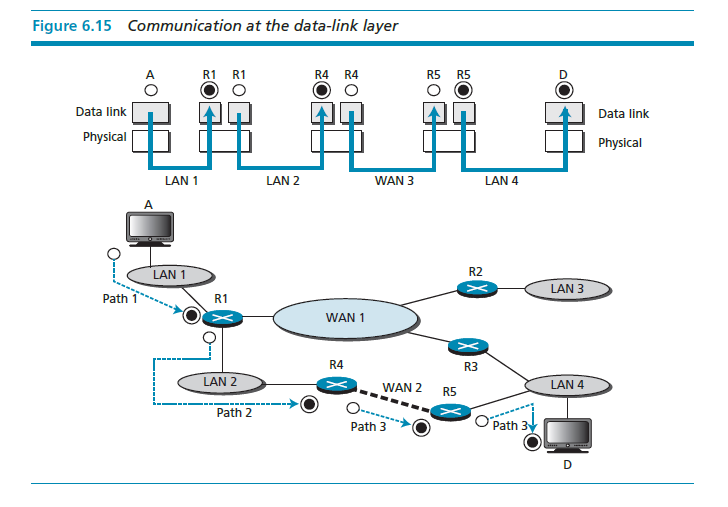 Figure 6.15 Communication at the data-link layer
A R1 R1 R4 R4 R5 R5 D
Data link Data link
Physical Physical
LAN 1 LAN 2 WAN 3 LAN 4
A
LAN 1
Path 1
R1
R2
LAN 3
WAN 1
R3
LAN 2
R4
WAN 2
R5
LAN 4
Path 2
Path 3
Path 3
D